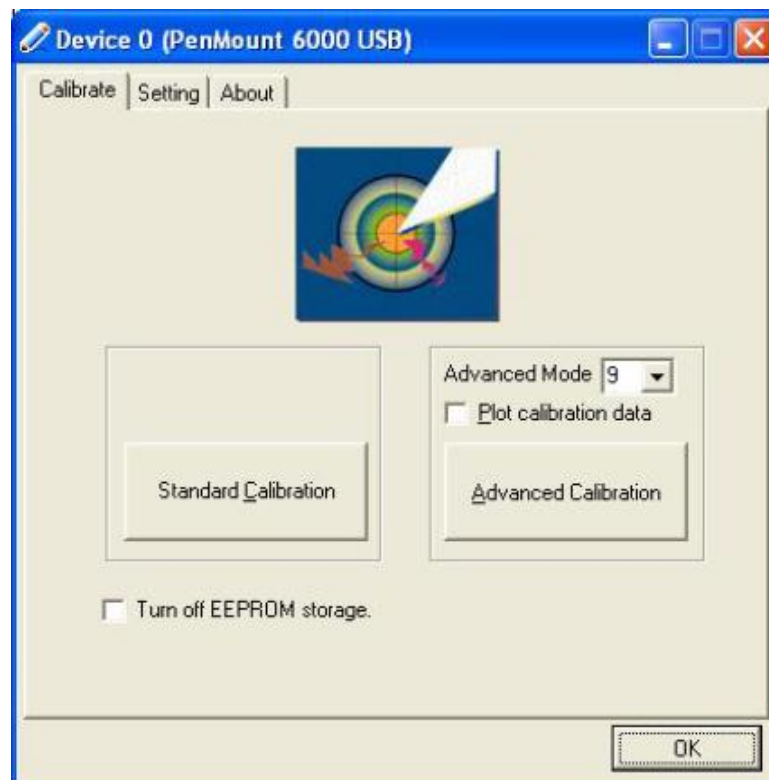 Device 0 (PenMount 6000 USB)
Calibrate Setting About
Advanced Mode 9
Plot calibration data
Standard Calibration
Advanced Calibration
Turn off EEPROM storage.
OK